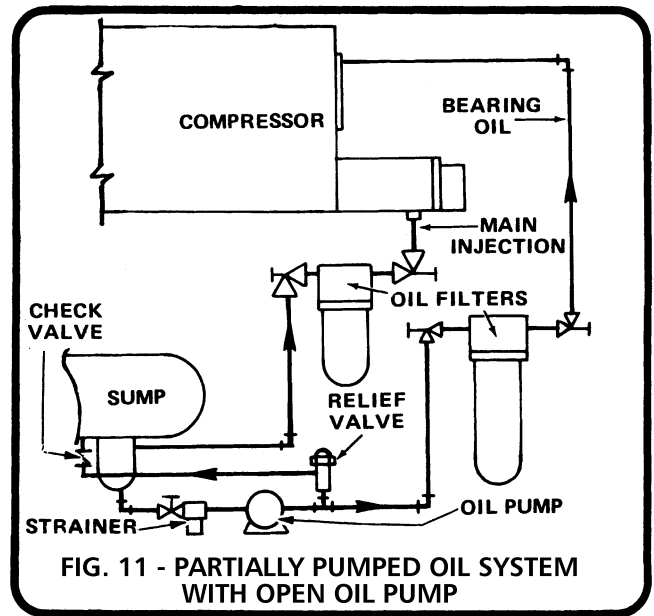 COMPRESSOR
BEARING
OIL
MAIN
INJECTION
OIL FILTERS
CHECK
VALVE
SUMP
RELIEF
VALVE
STRAINER
OIL PUMP
FIG. 11 - PARTIALLY PUMPED OIL SYSTEM
WITH OPEN OIL PUMP